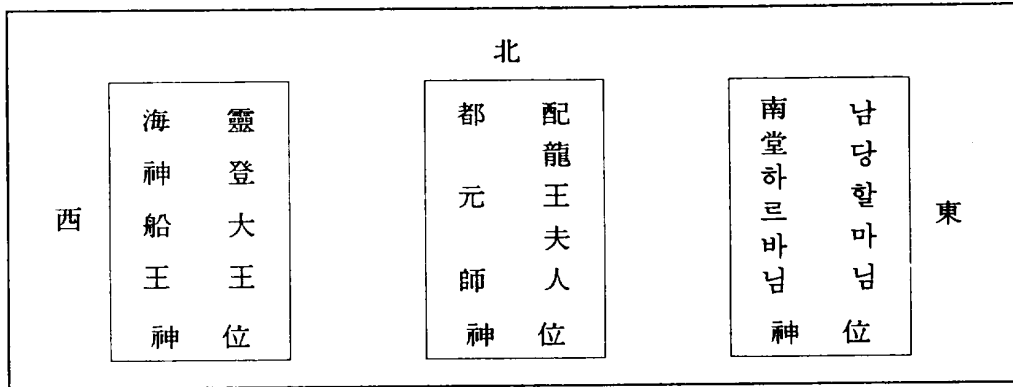 北
西
海神船王
靈登大王
神位
都元師
配龍王夫人
神位
南堂하르바님
남당할마님
神位
東